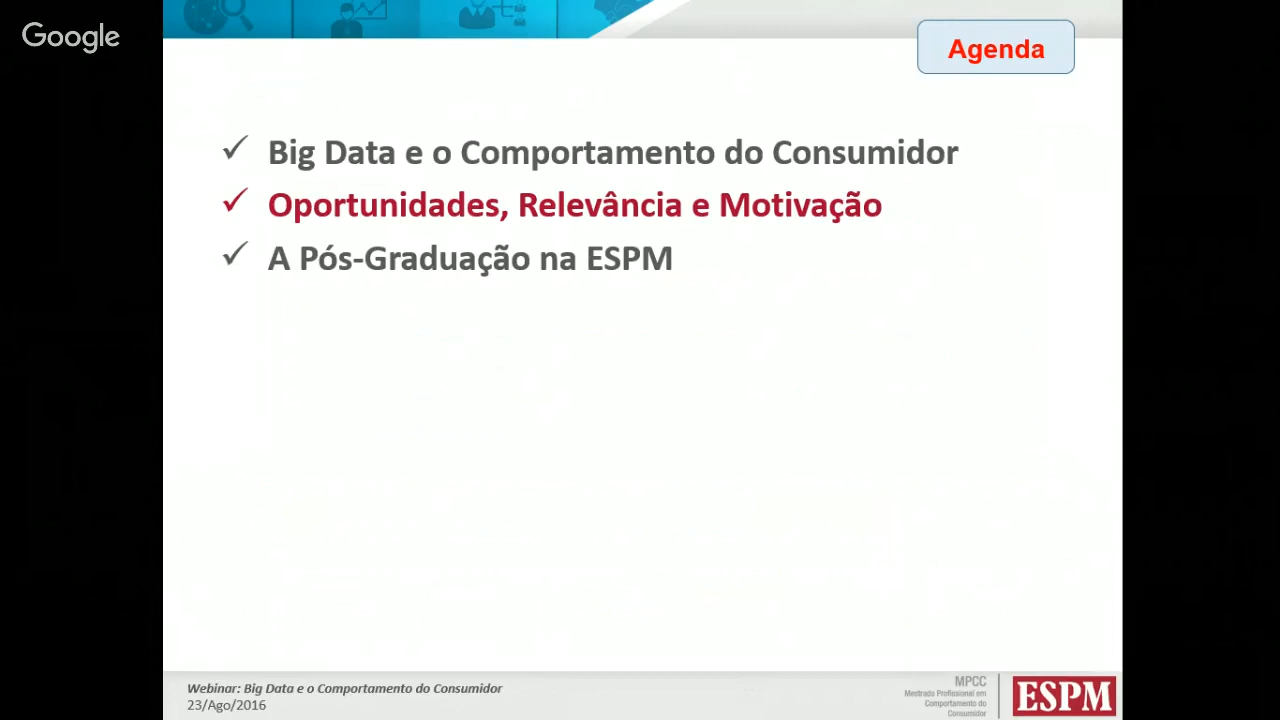 Google
Agenda
✓ Big Data e o Comportamento do Consumidor
✓ Oportunidades, Relevância e Motivação
✓ A Pós-Graduação na ESPM
Webinar: Big Data e o Comportamento do Consumidor
23/Ago/2016
MPCC
Mestrado Profissional em
Comportamento do
Consumidor
ESPM